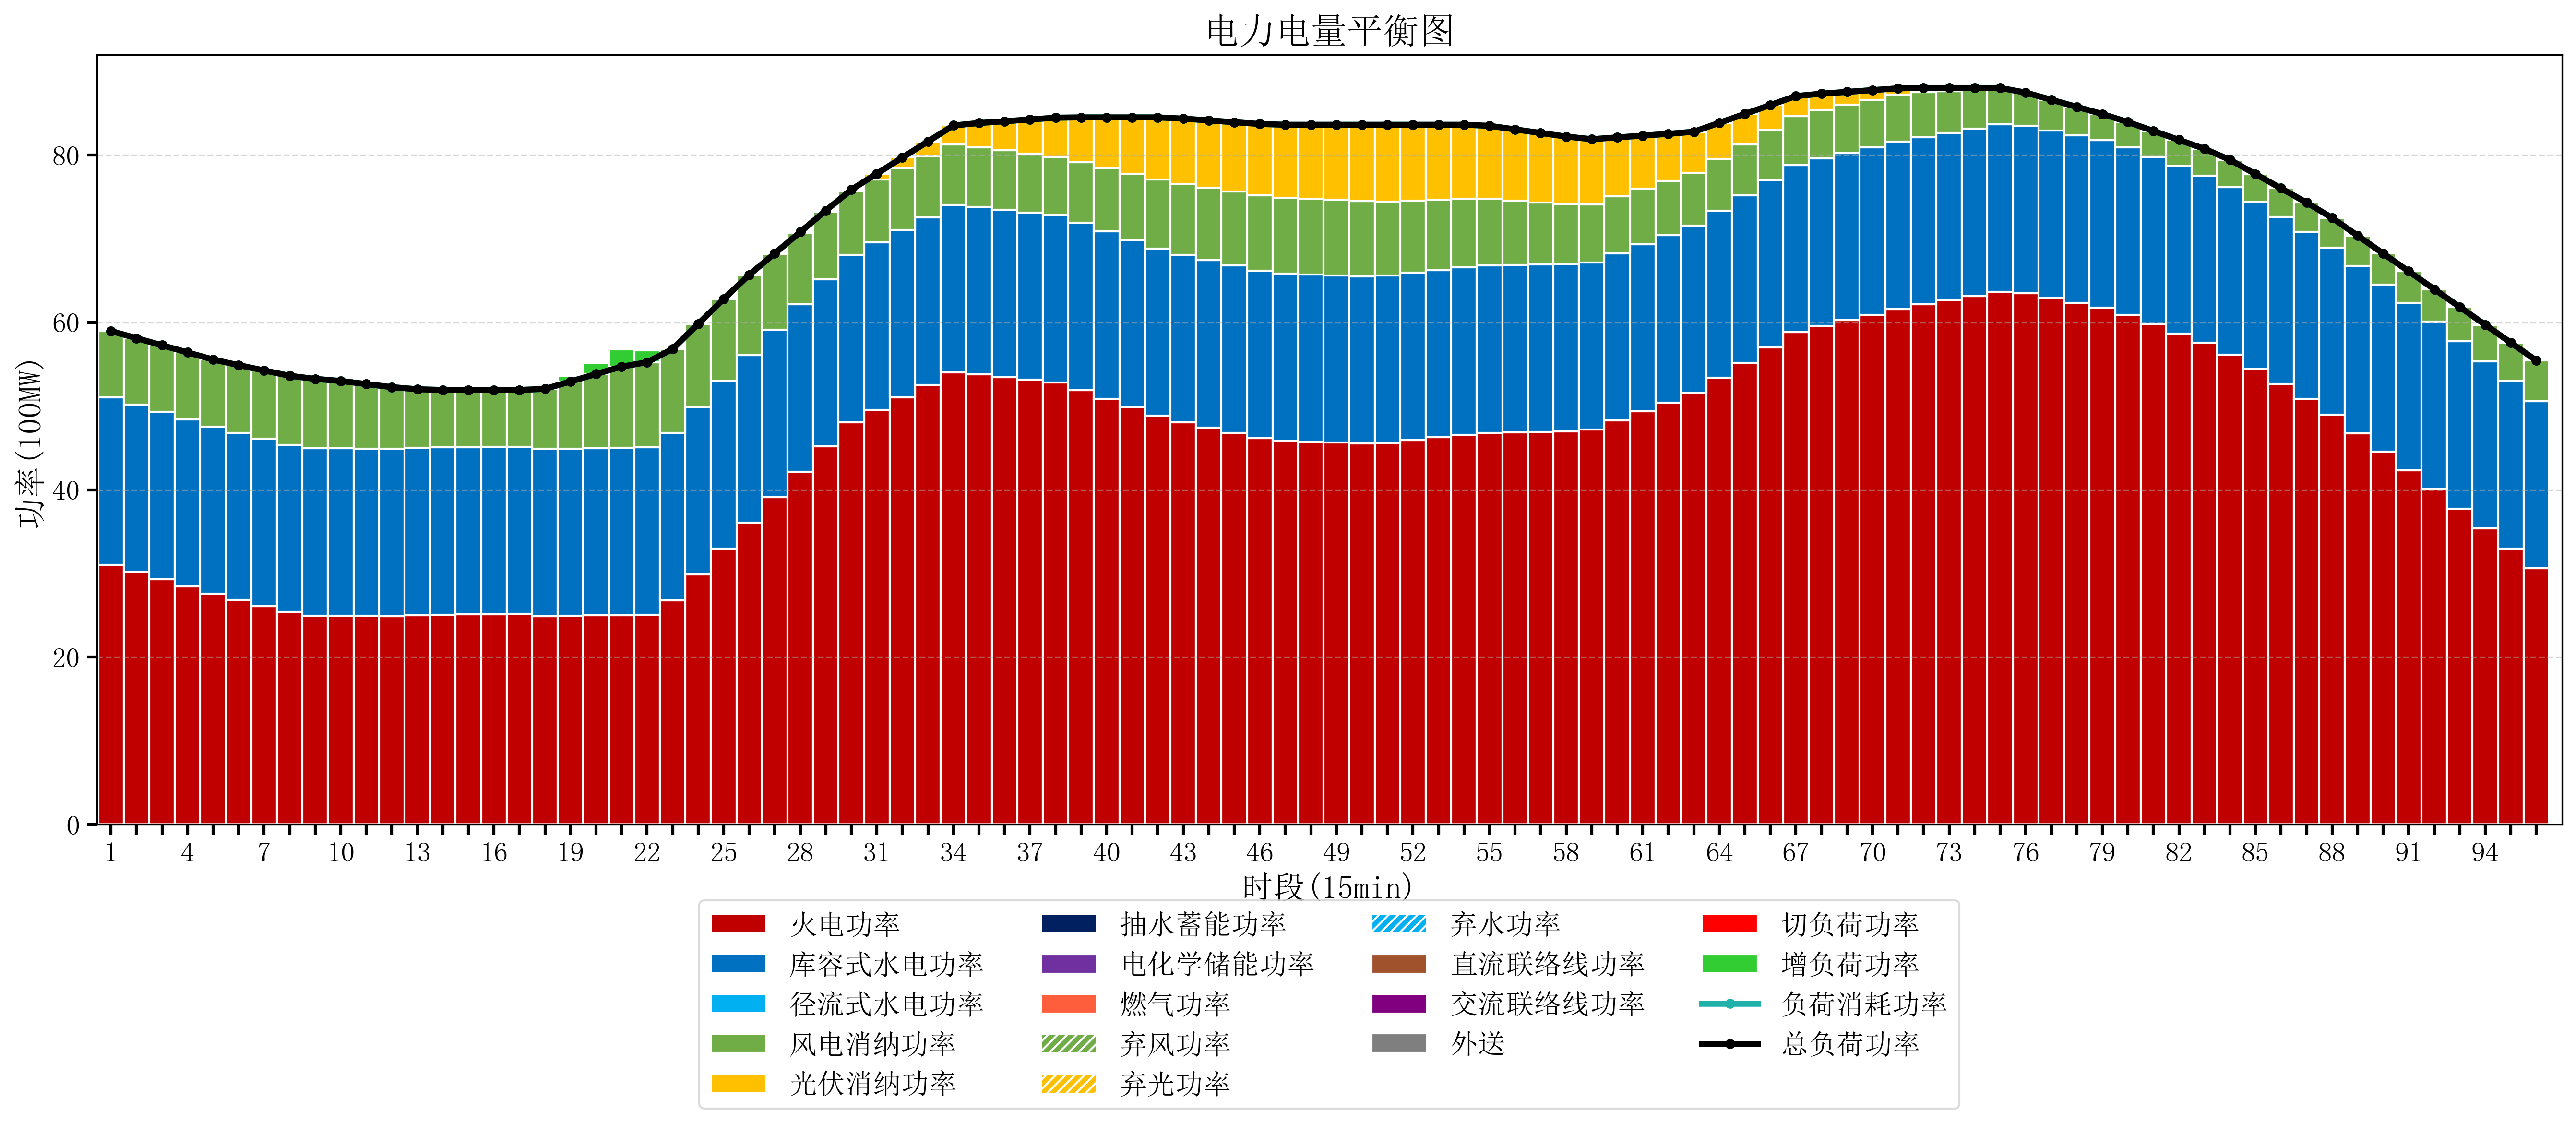 电力电量平衡图
功率(100MW)
80
60
40
20
0
1 4 7 10 13 16 19 22 25 28 31 34 37 40 43 46 49 52 55 58 61 64 67 70 73 76 79 82 85 88 91 94
时段(15min)
火电功率
库容式水电功率
径流式水电功率
风电消纳功率
光伏消纳功率
抽水蓄能功率
电化学储能功率
燃气功率
弃风功率
弃光功率
弃水功率
直流联络线功率
交流联络线功率
外送
切负荷功率
增负荷功率
负荷消耗功率
总负荷功率